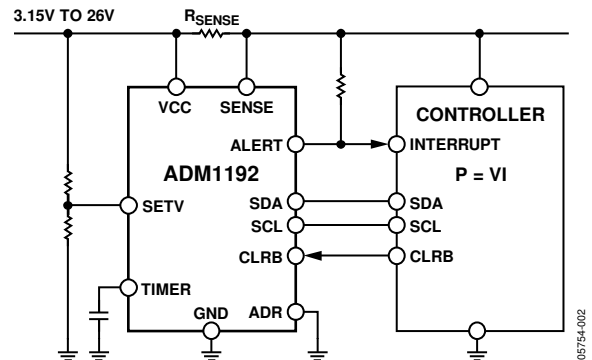 3.15V TO 26V
RSENSE
VCC SENSE
CONTROLLER
ALERT
INTERRUPT
ADM1192
P = VI
SETV
SDA
SDA
SCL
SCL
CLRB
CLRB
TIMER
GND
ADR
05754-002